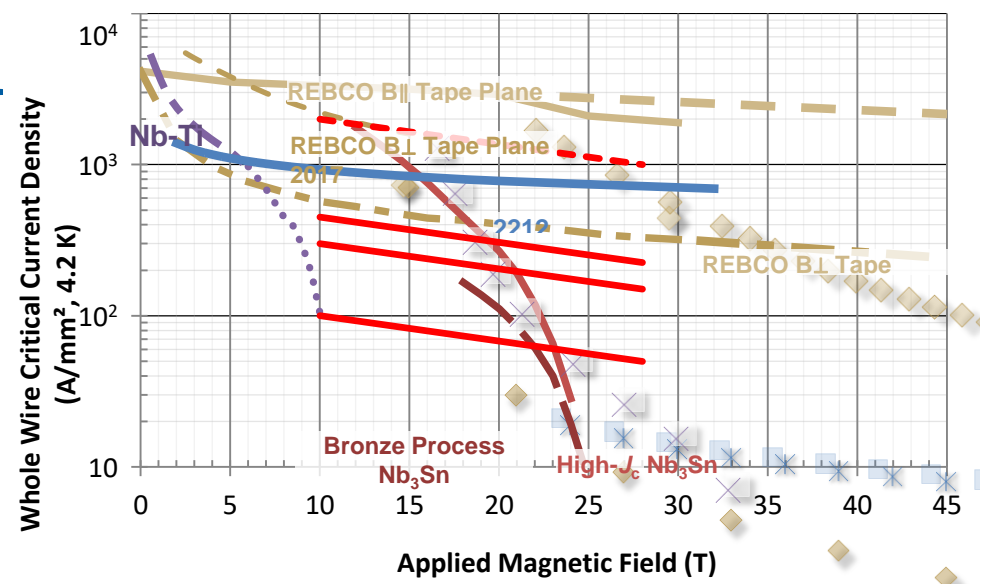 Whole Wire Critical Current Density
(A/mm², 4.2 K)
10⁴
10³
10²
10
0 5 10 15 20 25 30 35 40 45
Applied Magnetic Field (T)
REBCO B∥ Tape Plane
Nb-Ti
REBCO B⊥ Tape Plane
2017
2212
REBCO B⊥ Tape
Bronze Process
Nb₃Sn
High-Jc Nb₃Sn